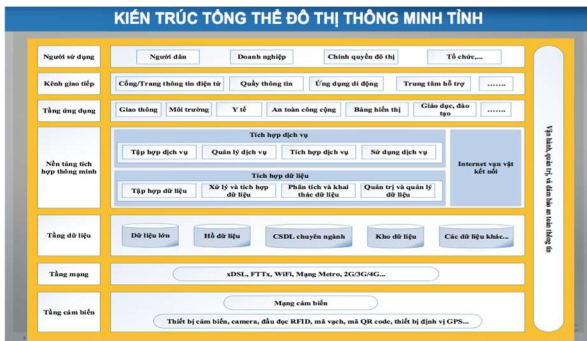 KIẾN TRÚC TỔNG THỂ ĐÔ THỊ THÔNG MINH TỈNH
Người sử dụng
Người dân
Doanh nghiệp
Chính quyền đô thị
Tổ chức,...
Kênh giao tiếp
Cổng/Trang thông tin điện tử
Quầy thông tin
Ứng dụng di động
Trung tâm hỗ trợ
.......
Tầng ứng dụng
Giao thông
Môi trường
Y tế
An toàn công cộng
Bảng hiển thị
Giáo dục, đào
tạo
.......
Nền tảng tích
hợp thông minh
Tích hợp dịch vụ
Tập hợp dịch vụ
Quản lý dịch vụ
Tích hợp dịch vụ
Sử dụng dịch vụ
Tích hợp dữ liệu
Tập hợp dữ liệu
Xử lý và tích hợp
dữ liệu
Phân tích và khai
thác dữ liệu
Quản trị và quản lý
dữ liệu
Internet vạn vật
kết nối
Tầng dữ liệu
Dữ liệu lớn
Hồ dữ liệu
CSDL chuyên ngành
Kho dữ liệu
Các dữ liệu khác...
Tầng mạng
xDSL, FTTx, WiFi, Mạng Metro, 2G/3G/4G...
Tầng cảm biến
Mạng cảm biến
Thiết bị cảm biến, camera, đầu đọc RFID, mã vạch, mã QR code, thiết bị định vị GPS...
Vận hành, quản trị, và đảm bảo an toàn thông tin